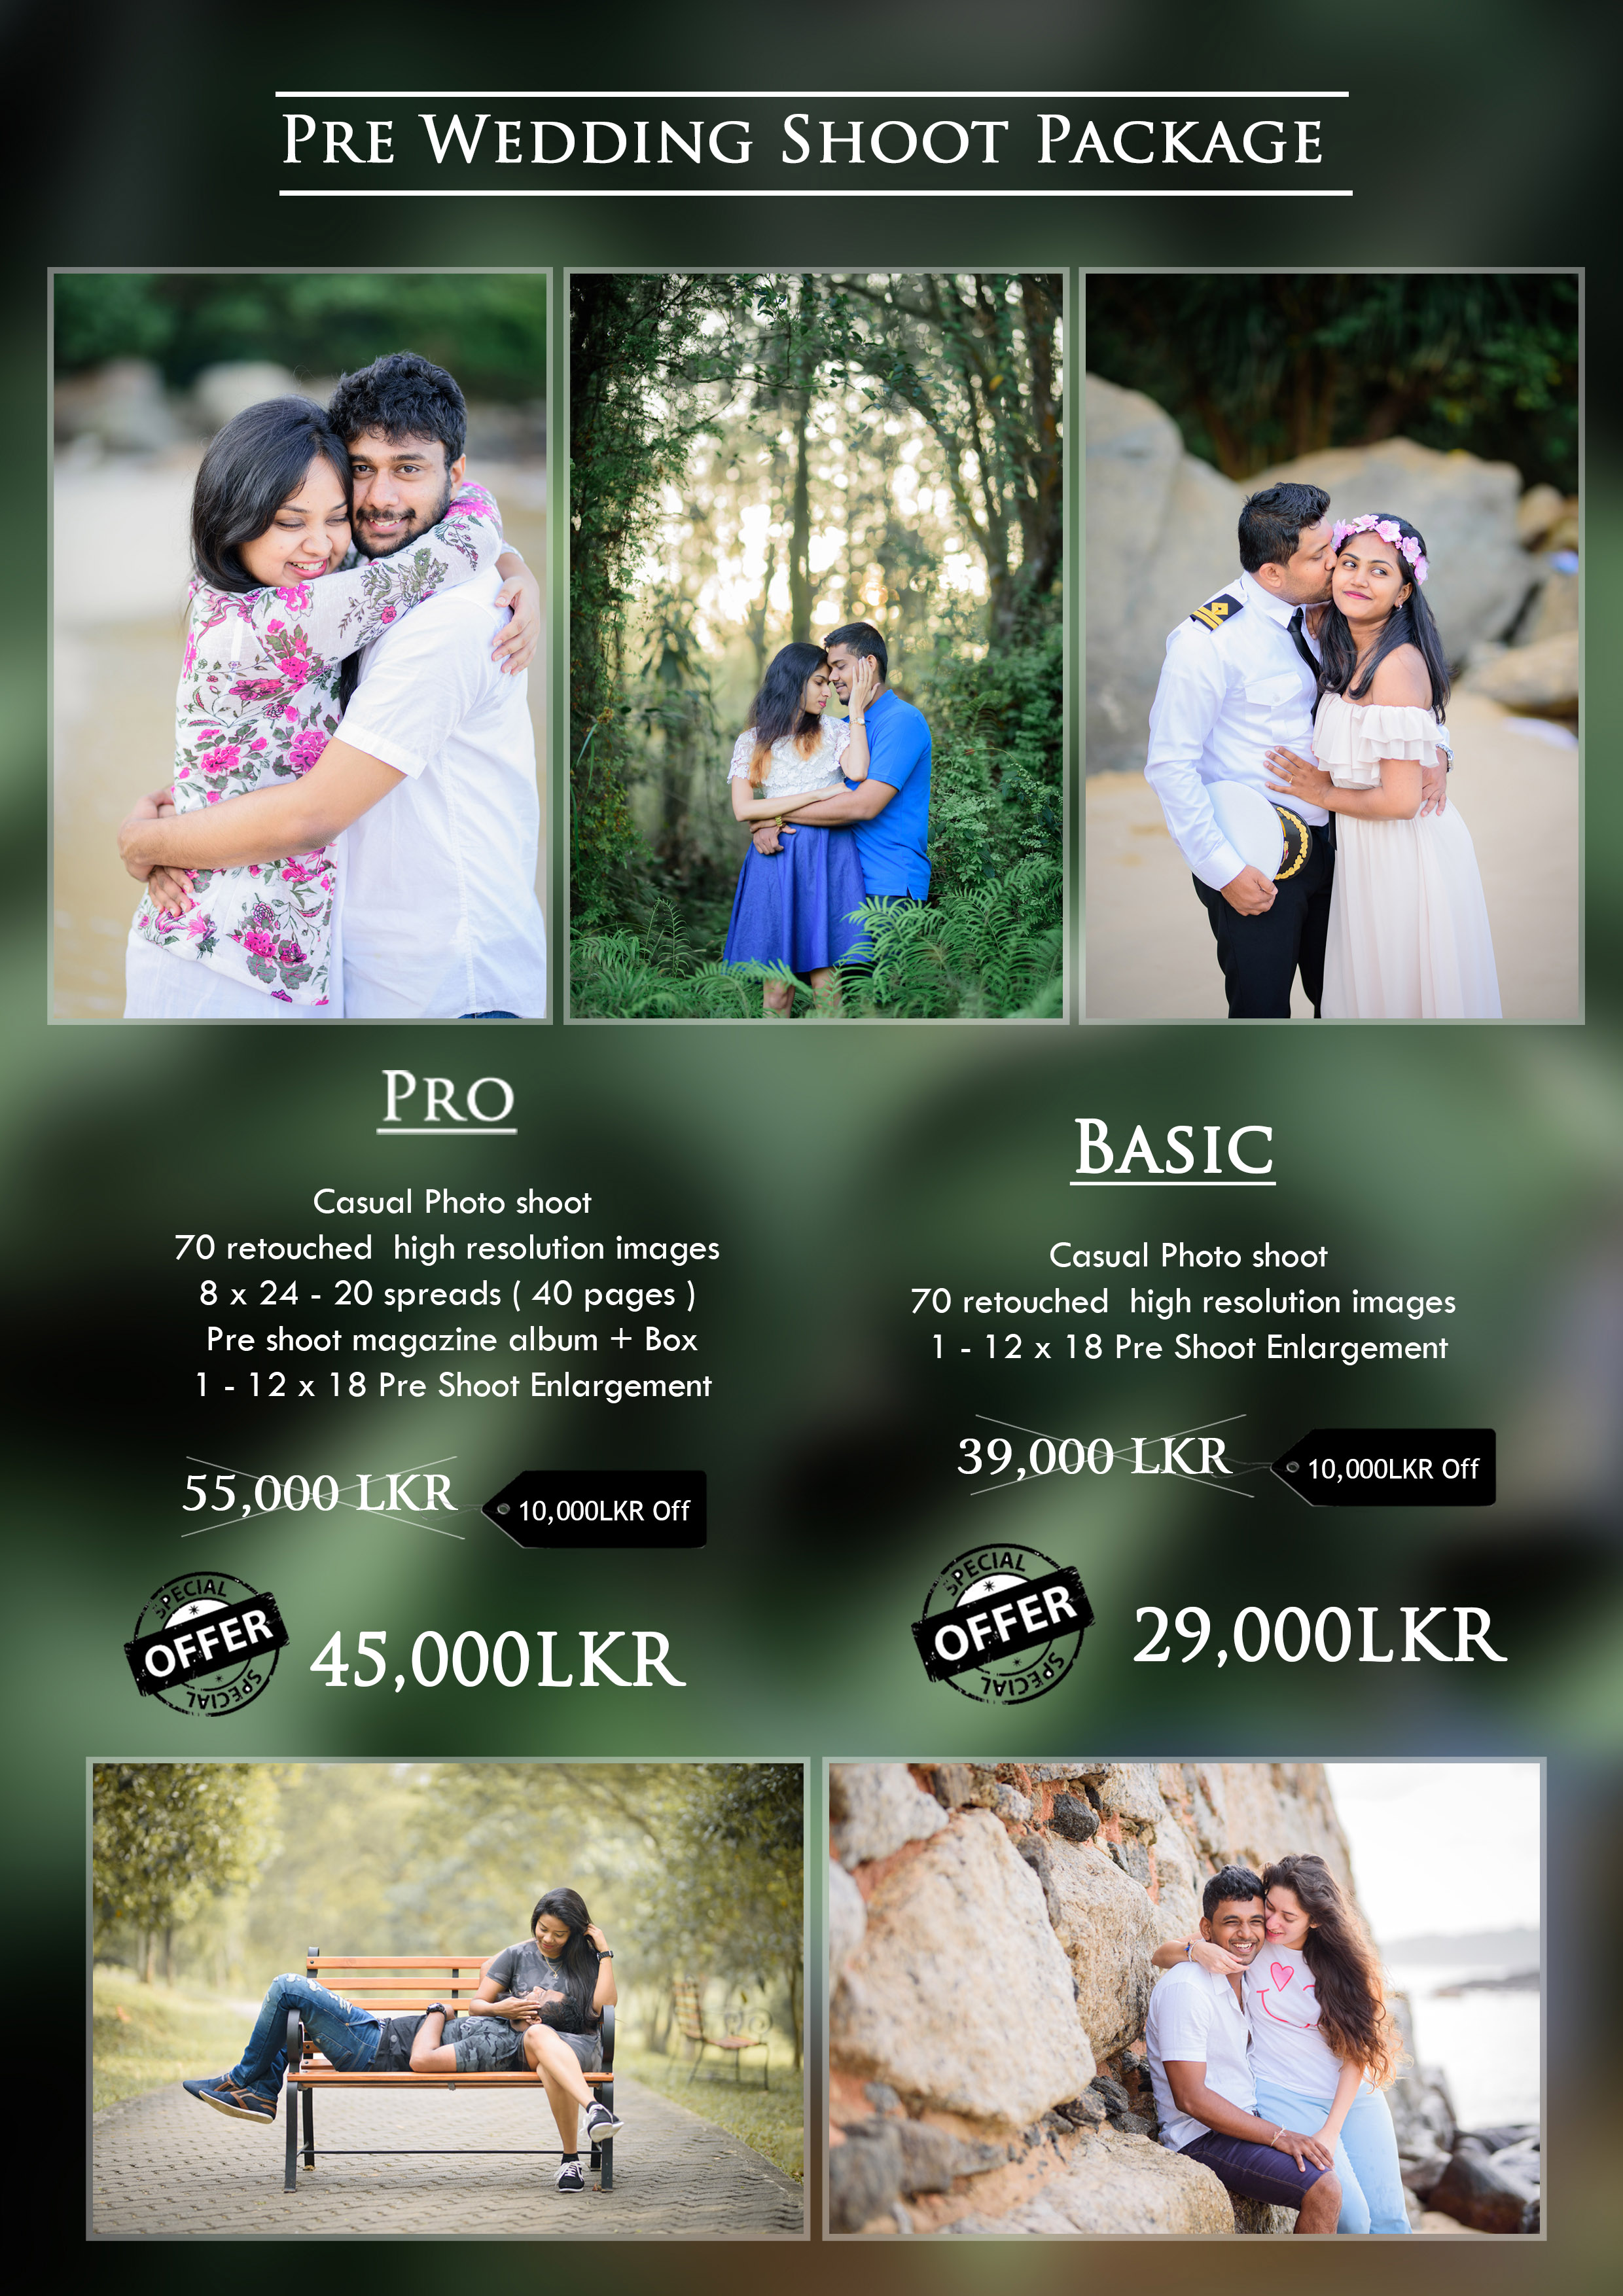 Pre Wedding Shoot Package
Pro
Casual Photo shoot
70 retouched high resolution images
8 x 24 - 20 spreads ( 40 pages )
Pre shoot magazine album + Box
1 - 12 x 18 Pre Shoot Enlargement
55,000 LKR
10,000LKR Off
SPECIAL
OFFER
SPECIAL
45,000LKR
Basic
Casual Photo shoot
70 retouched high resolution images
1 - 12 x 18 Pre Shoot Enlargement
39,000 LKR
10,000LKR Off
SPECIAL
OFFER
SPECIAL
29,000LKR